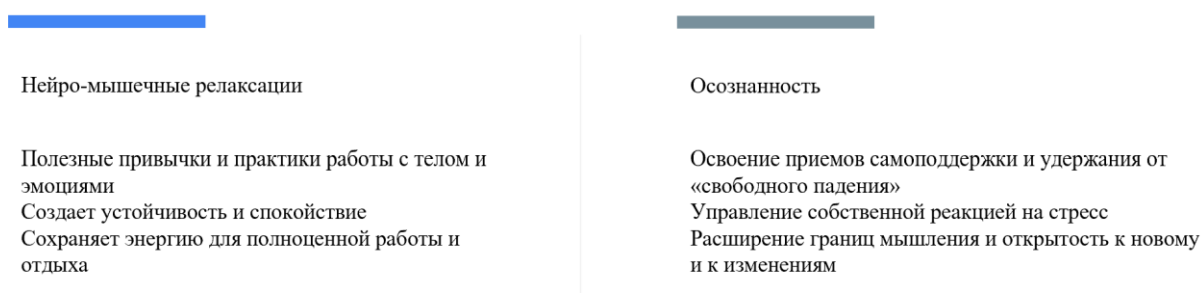 Нейро-мышечные релаксации
Полезные привычки и практики работы с телом и
эмоциями
Создает устойчивость и спокойствие
Сохраняет энергию для полноценной работы и
отдыха
Осознанность
Освоение приемов самоподдержки и удержания от
«свободного падения»
Управление собственной реакцией на стресс
Расширение границ мышления и открытость к новому
и к изменениям